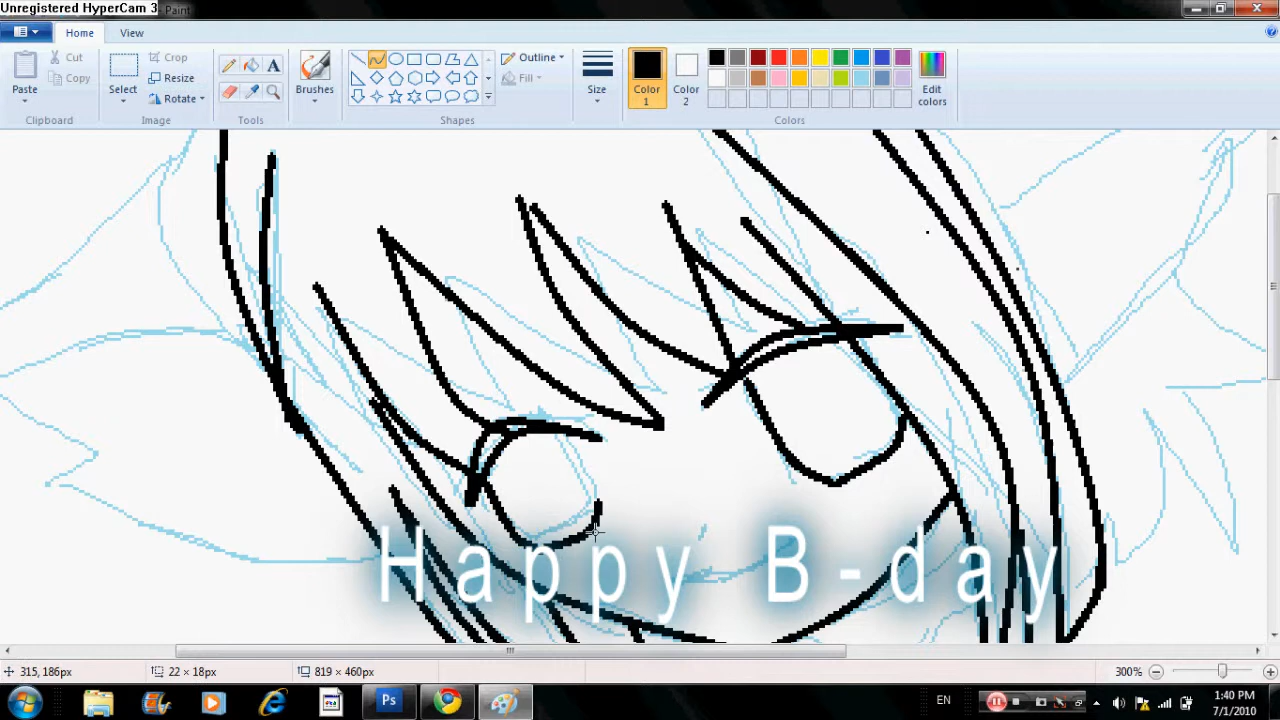 Unregistered HyperCam 3
Paint
Home View
Paste
Cut
Copy
Clipboard
Select
Crop
Resize
Rotate
Image
Tools
Brushes
Shapes
Outline
Fill
Size
Color 1
Color 2
Edit colors
Colors
Happy B-day
315, 186px
22 × 18px
819 × 460px
300%
Ps
EN
1:40 PM
7/1/2010